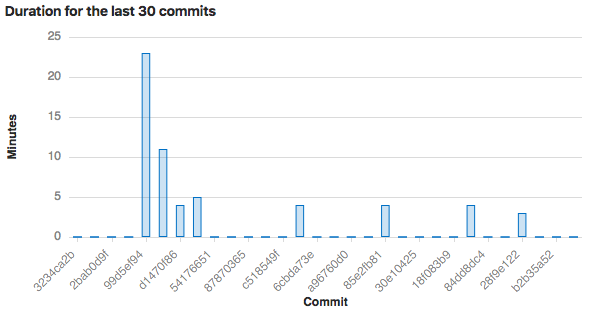 Duration for the last 30 commits
25
20
15
10
5
0
Minutes
3234ca2b
2bab0d9f
99d5ef94
d1470f86
54176651
87870365
c518549f
6cbda73e
a96760d0
85e2fb81
30e10425
18f083b9
84dd8dc4
28f9e122
b2b35a52
Commit